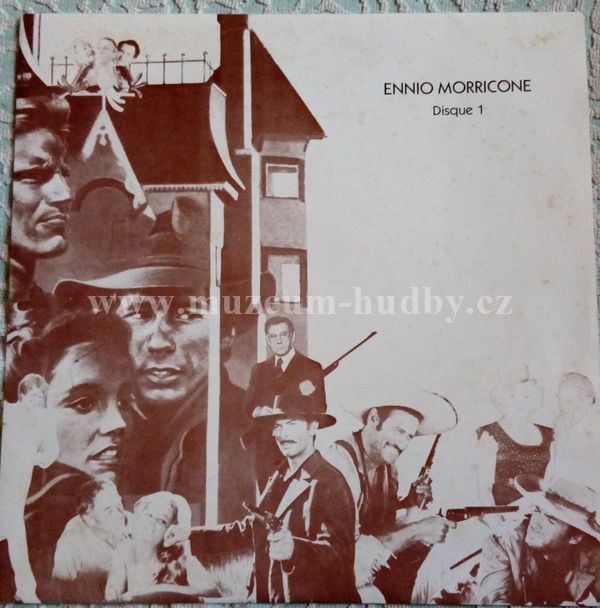 ENNIO MORRICONE
Disque 1
www.muzeum-hudby.cz